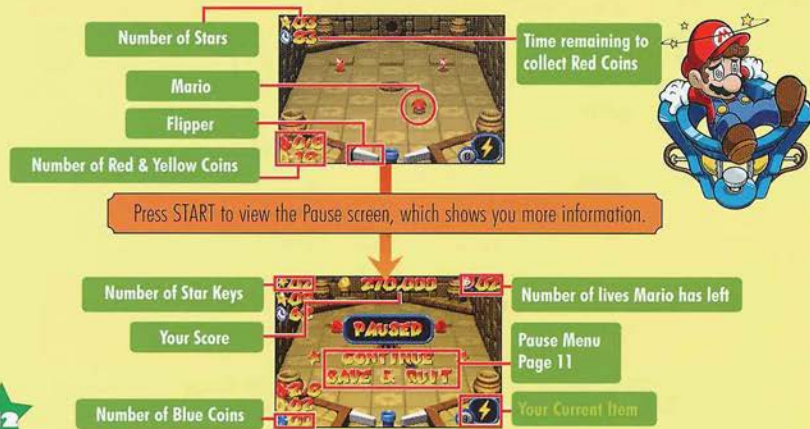 03
83
Number of Stars
Time remaining to
collect Red Coins
Mario
Flipper
Number of Red & Yellow Coins
Press START to view the Pause screen, which shows you more information.
Number of Star Keys
270,000
02
Number of lives Mario has left
Your Score
PAUSED
CONTINUE
SAVE & QUIT
Pause Menu
Page 11
Number of Blue Coins
Your Current Item